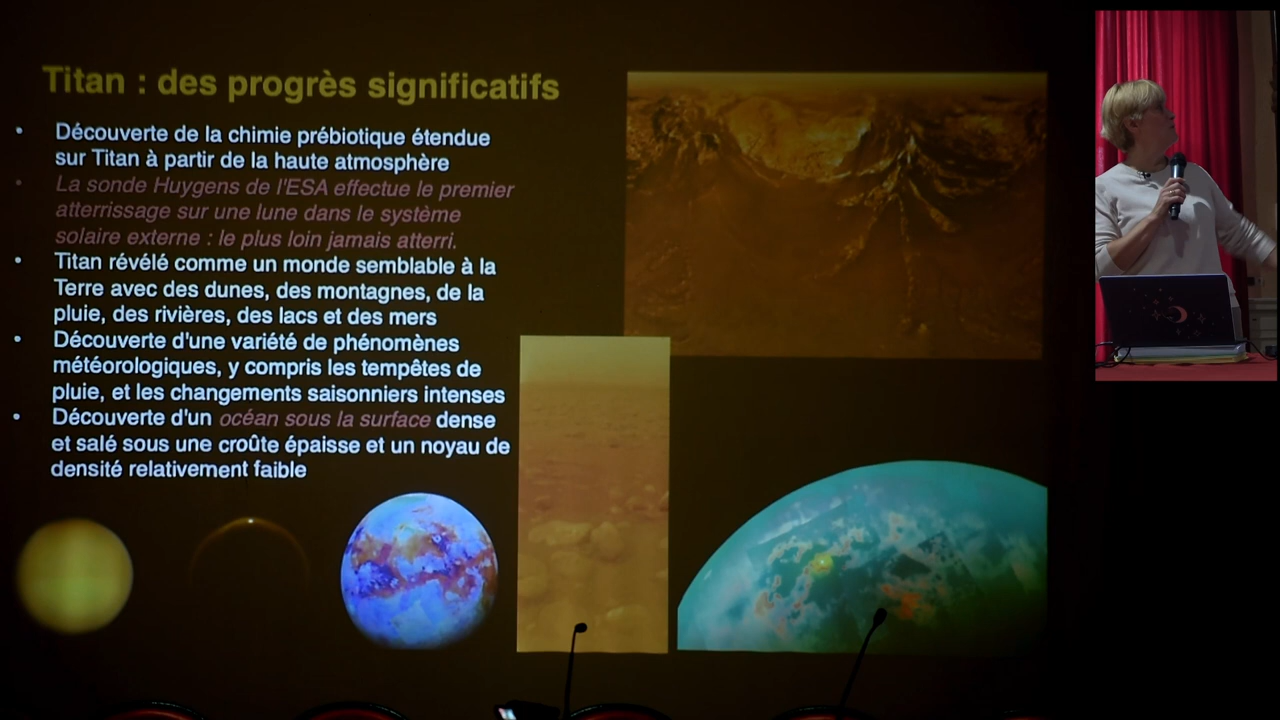 Titan : des progrès significatifs
• Découverte de la chimie prébiotique étendue
sur Titan à partir de la haute atmosphère
• La sonde Huygens de l'ESA effectue le premier
atterrissage sur une lune dans le système
solaire externe : le plus loin jamais atterri.
• Titan révélé comme un monde semblable à la
Terre avec des dunes, des montagnes, de la
pluie, des rivières, des lacs et des mers
• Découverte d'une variété de phénomènes
météorologiques, y compris les tempêtes de
pluie, et les changements saisonniers intenses
• Découverte d'un océan sous la surface dense
et salé sous une croûte épaisse et un noyau de
densité relativement faible